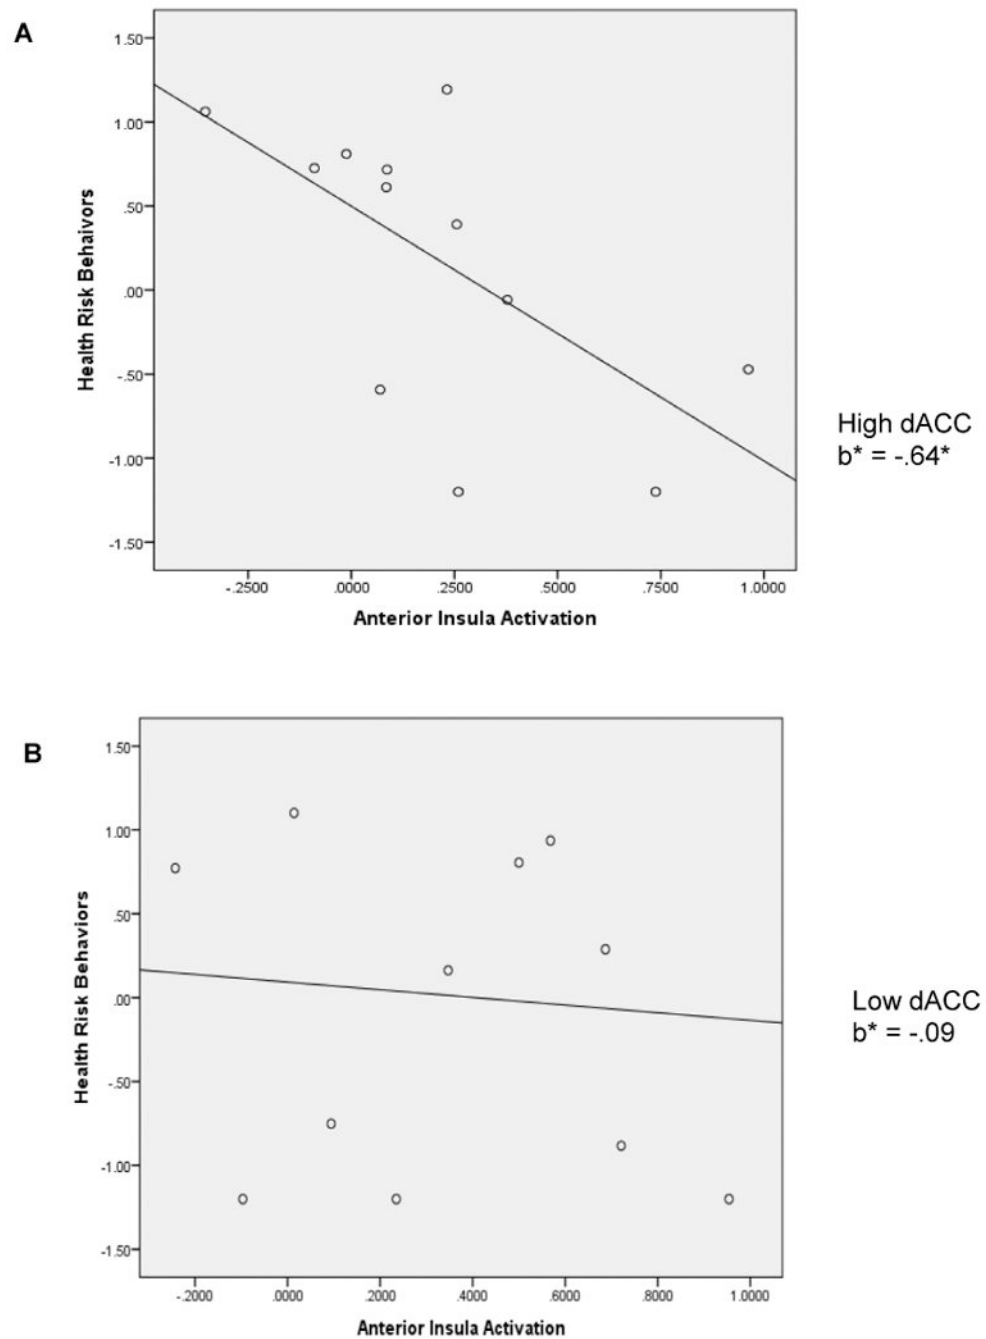 A
1.50
1.00
.50
.00
-.50
-1.00
-1.50
Health Risk Behaivors
-.2500 .0000 .2500 .5000 .7500 1.0000
Anterior Insula Activation
High dACC
b* = -.64*
B
1.50
1.00
.50
.00
-.50
-1.00
-1.50
Health Risk Behaviors
-.2000 .0000 .2000 .4000 .6000 .8000 1.0000
Anterior Insula Activation
Low dACC
b* = -.09